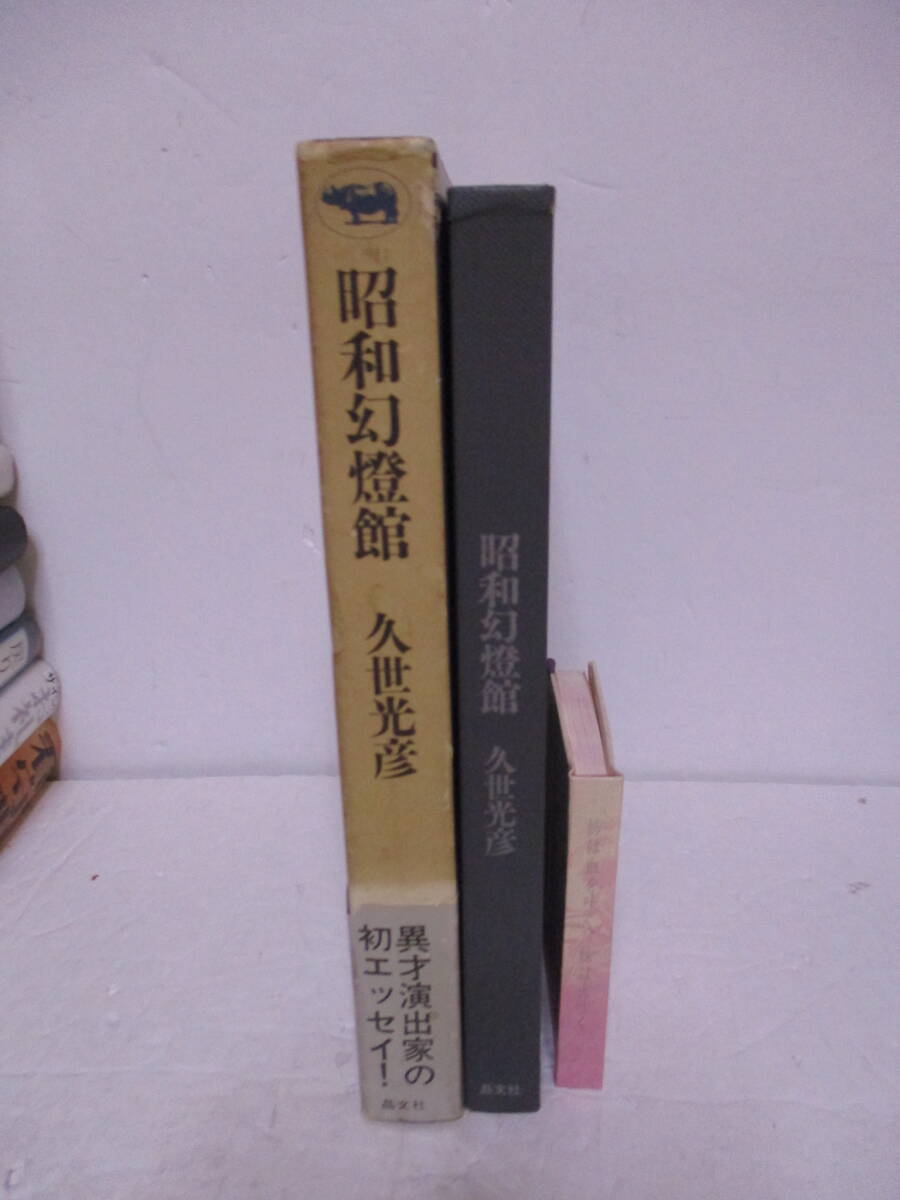 昭和幻燈館
久世光彦
異才演出家の
初エッセイ!
晶文社
昭和幻燈館
久世光彦
晶文社